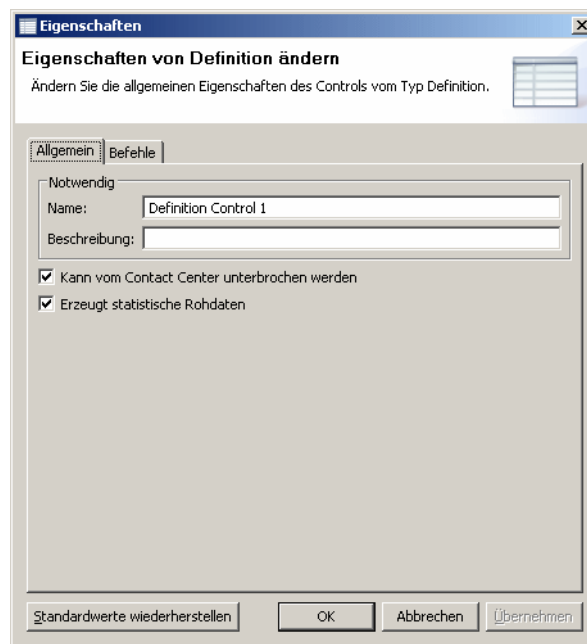 Eigenschaften
Eigenschaften von Definition ändern
Ändern Sie die allgemeinen Eigenschaften des Controls vom Typ Definition.
Allgemein Befehle
Notwendig
Name: Definition Control 1
Beschreibung:
Kann vom Contact Center unterbrochen werden
Erzeugt statistische Rohdaten
Standardwerte wiederherstellen OK Abbrechen Übernehmen